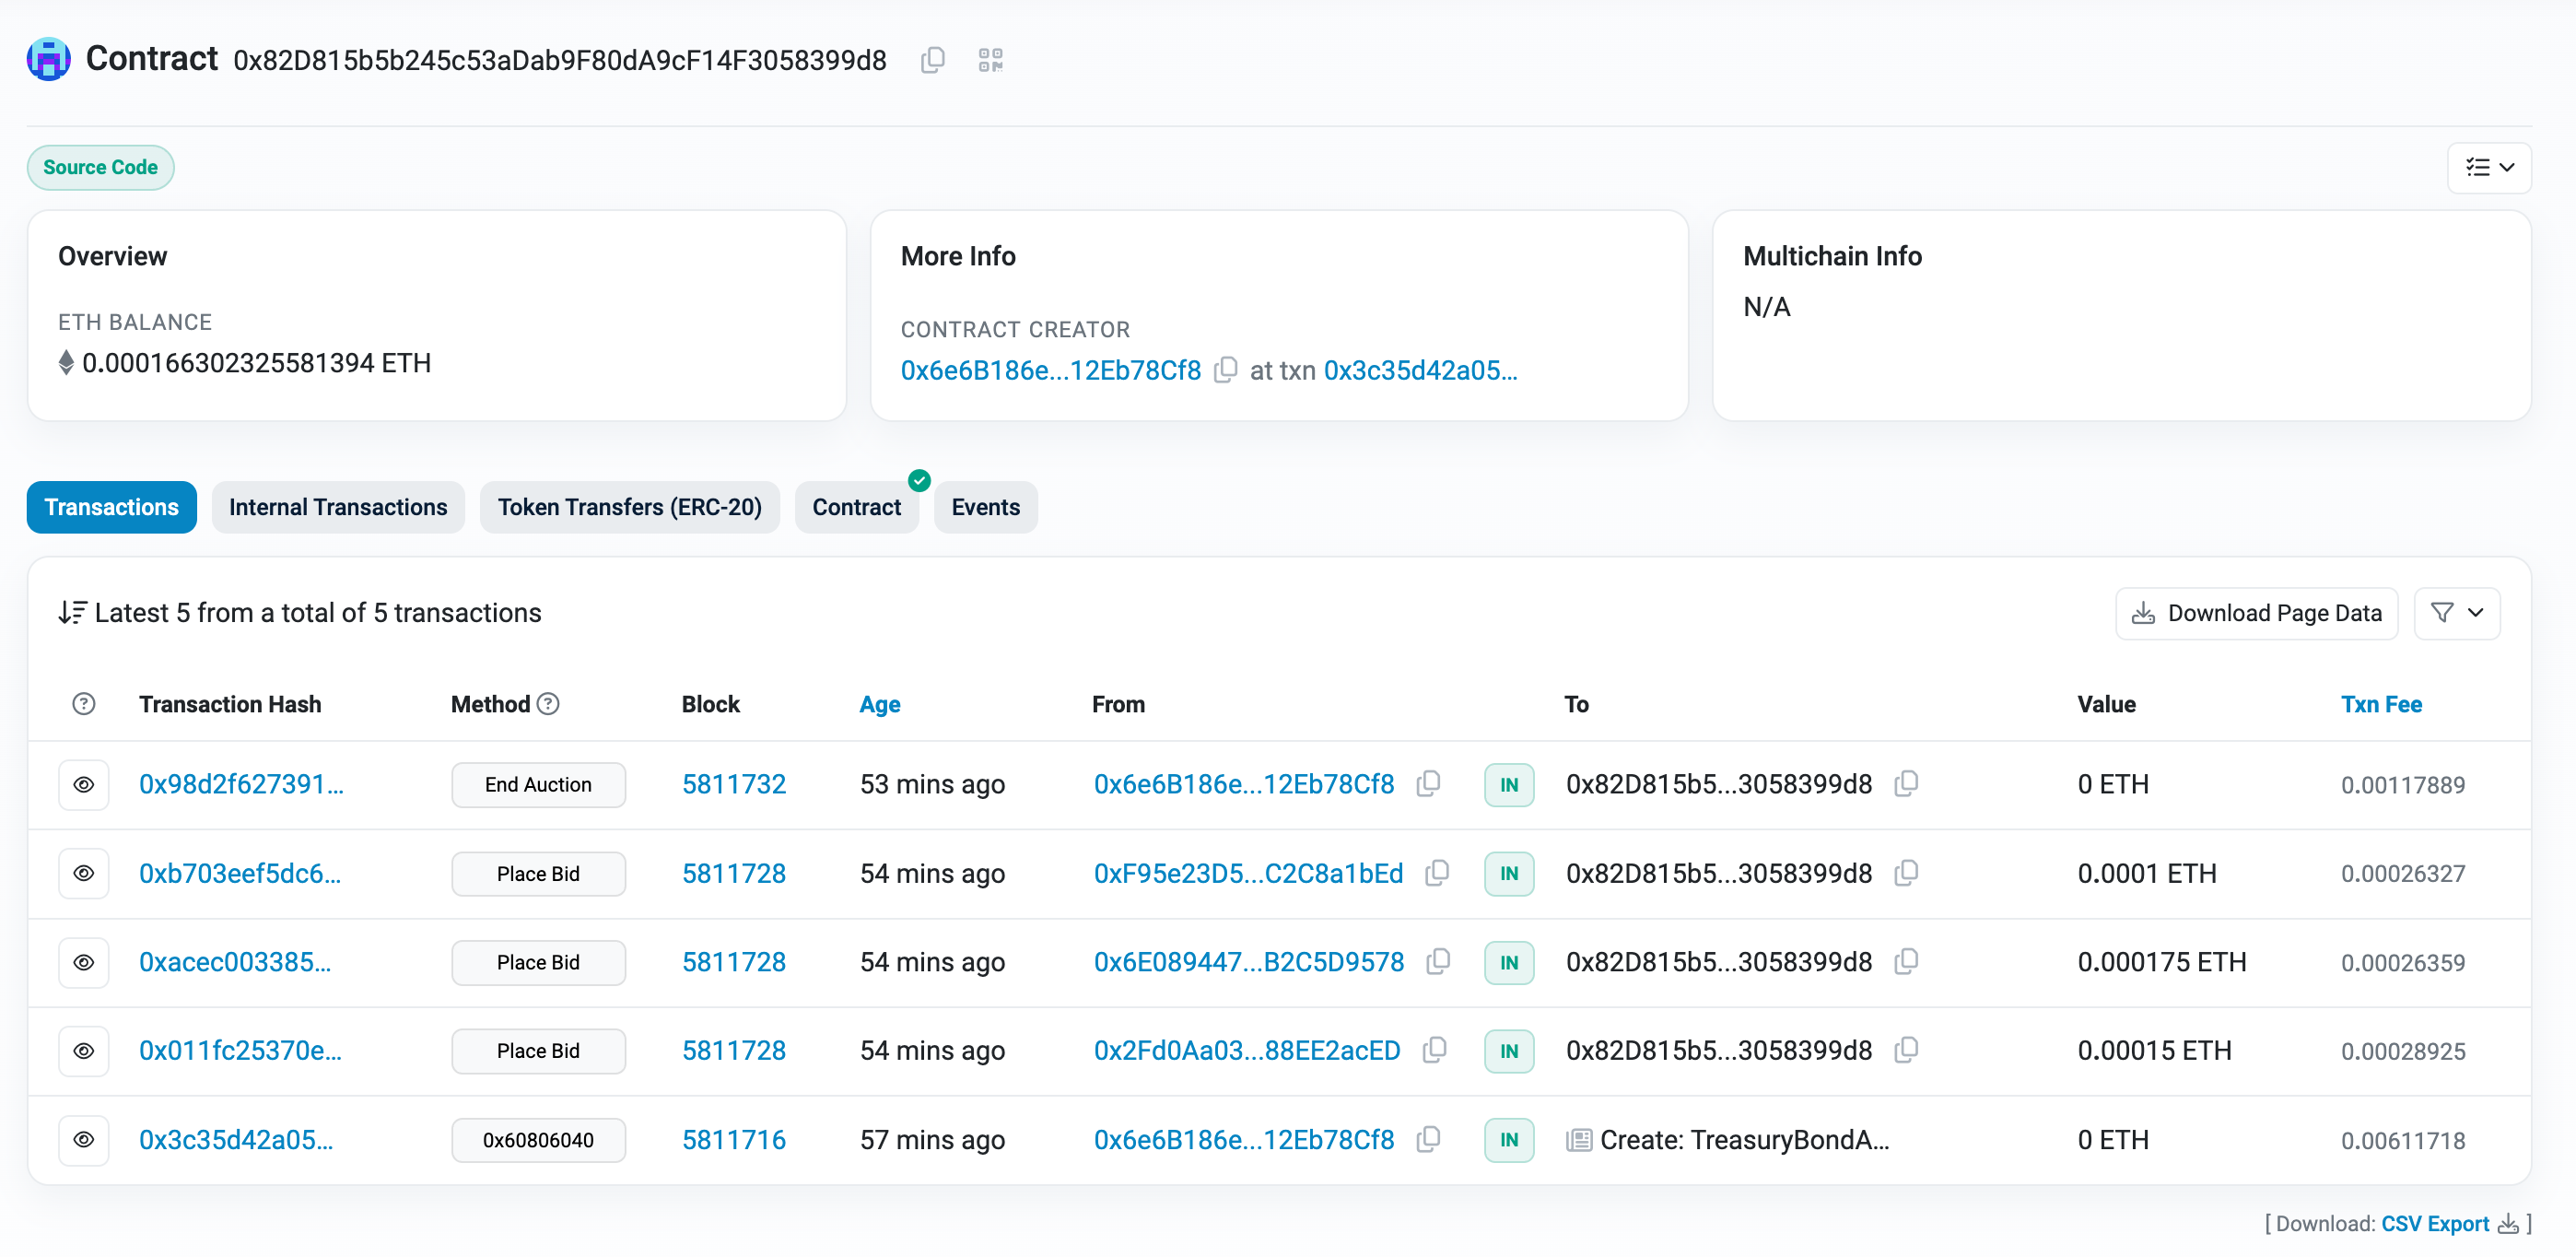 Contract 0x82D815b5b245c53aDab9F80dA9cF14F3058399d8
Source Code
Overview
ETH BALANCE
0.000166302325581394 ETH
More Info
CONTRACT CREATOR
0x6e6B186e...12Eb78Cf8 at txn 0x3c35d42a05...
Multichain Info
N/A
Transactions Internal Transactions Token Transfers (ERC-20) Contract Events
Latest 5 from a total of 5 transactions Download Page Data
Transaction Hash Method Block Age From To Value Txn Fee
0x98d2f627391... End Auction 5811732 53 mins ago 0x6e6B186e...12Eb78Cf8 IN 0x82D815b5...3058399d8 0 ETH 0.00117889
0xb703eef5dc6... Place Bid 5811728 54 mins ago 0xF95e23D5...C2C8a1bEd IN 0x82D815b5...3058399d8 0.0001 ETH 0.00026327
0xacec003385... Place Bid 5811728 54 mins ago 0x6E089447...B2C5D9578 IN 0x82D815b5...3058399d8 0.000175 ETH 0.00026359
0x011fc25370e... Place Bid 5811728 54 mins ago 0x2Fd0Aa03...88EE2acED IN 0x82D815b5...3058399d8 0.00015 ETH 0.00028925
0x3c35d42a05... 0x60806040 5811716 57 mins ago 0x6e6B186e...12Eb78Cf8 IN Create: TreasuryBondA... 0 ETH 0.00611718
[ Download: CSV Export ]